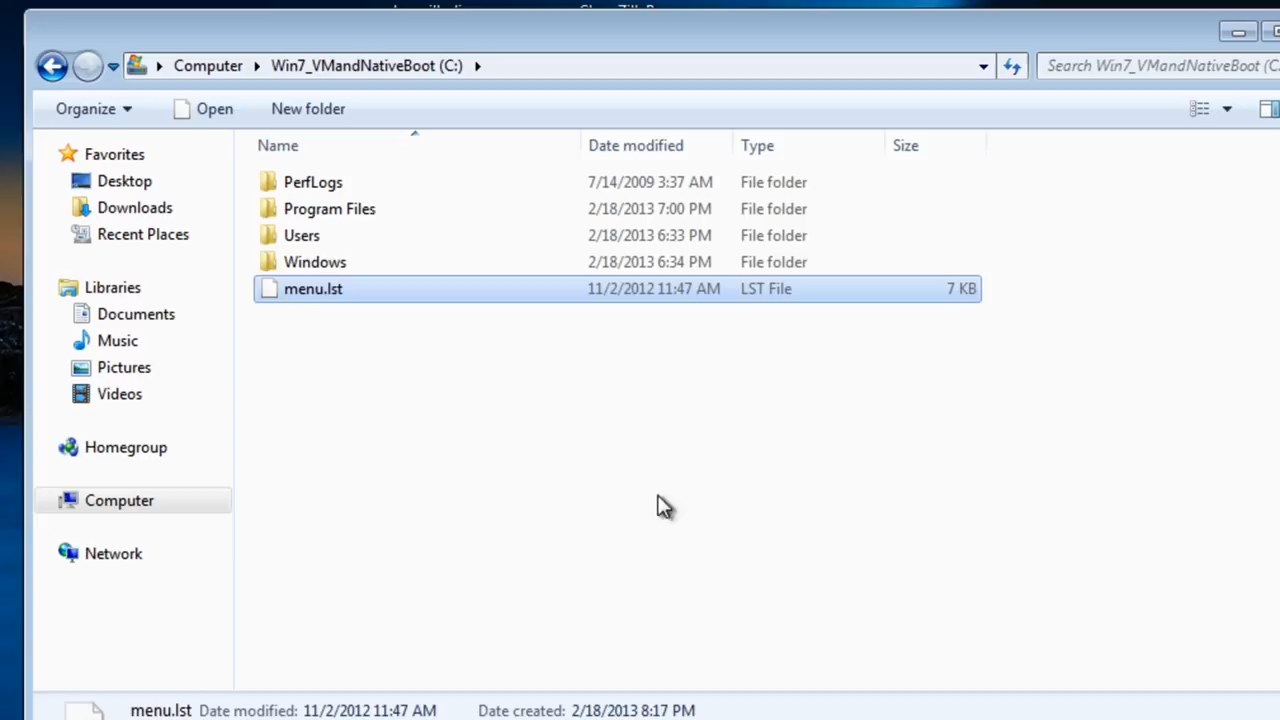 Computer Win7_VMandNativeBoot (C:) Search Win7_VMandNativeBoot (C:
Organize Open New folder
Name Date modified Type Size
Favorites
Desktop
Downloads
Recent Places
Libraries
Documents
Music
Pictures
Videos
Homegroup
Computer
Network
PerfLogs 7/14/2009 3:37 AM File folder
Program Files 2/18/2013 7:00 PM File folder
Users 2/18/2013 6:33 PM File folder
Windows 2/18/2013 6:34 PM File folder
menu.lst 11/2/2012 11:47 AM LST File 7 KB
menu.lst Date modified: 11/2/2012 11:47 AM Date created: 2/18/2013 8:17 PM